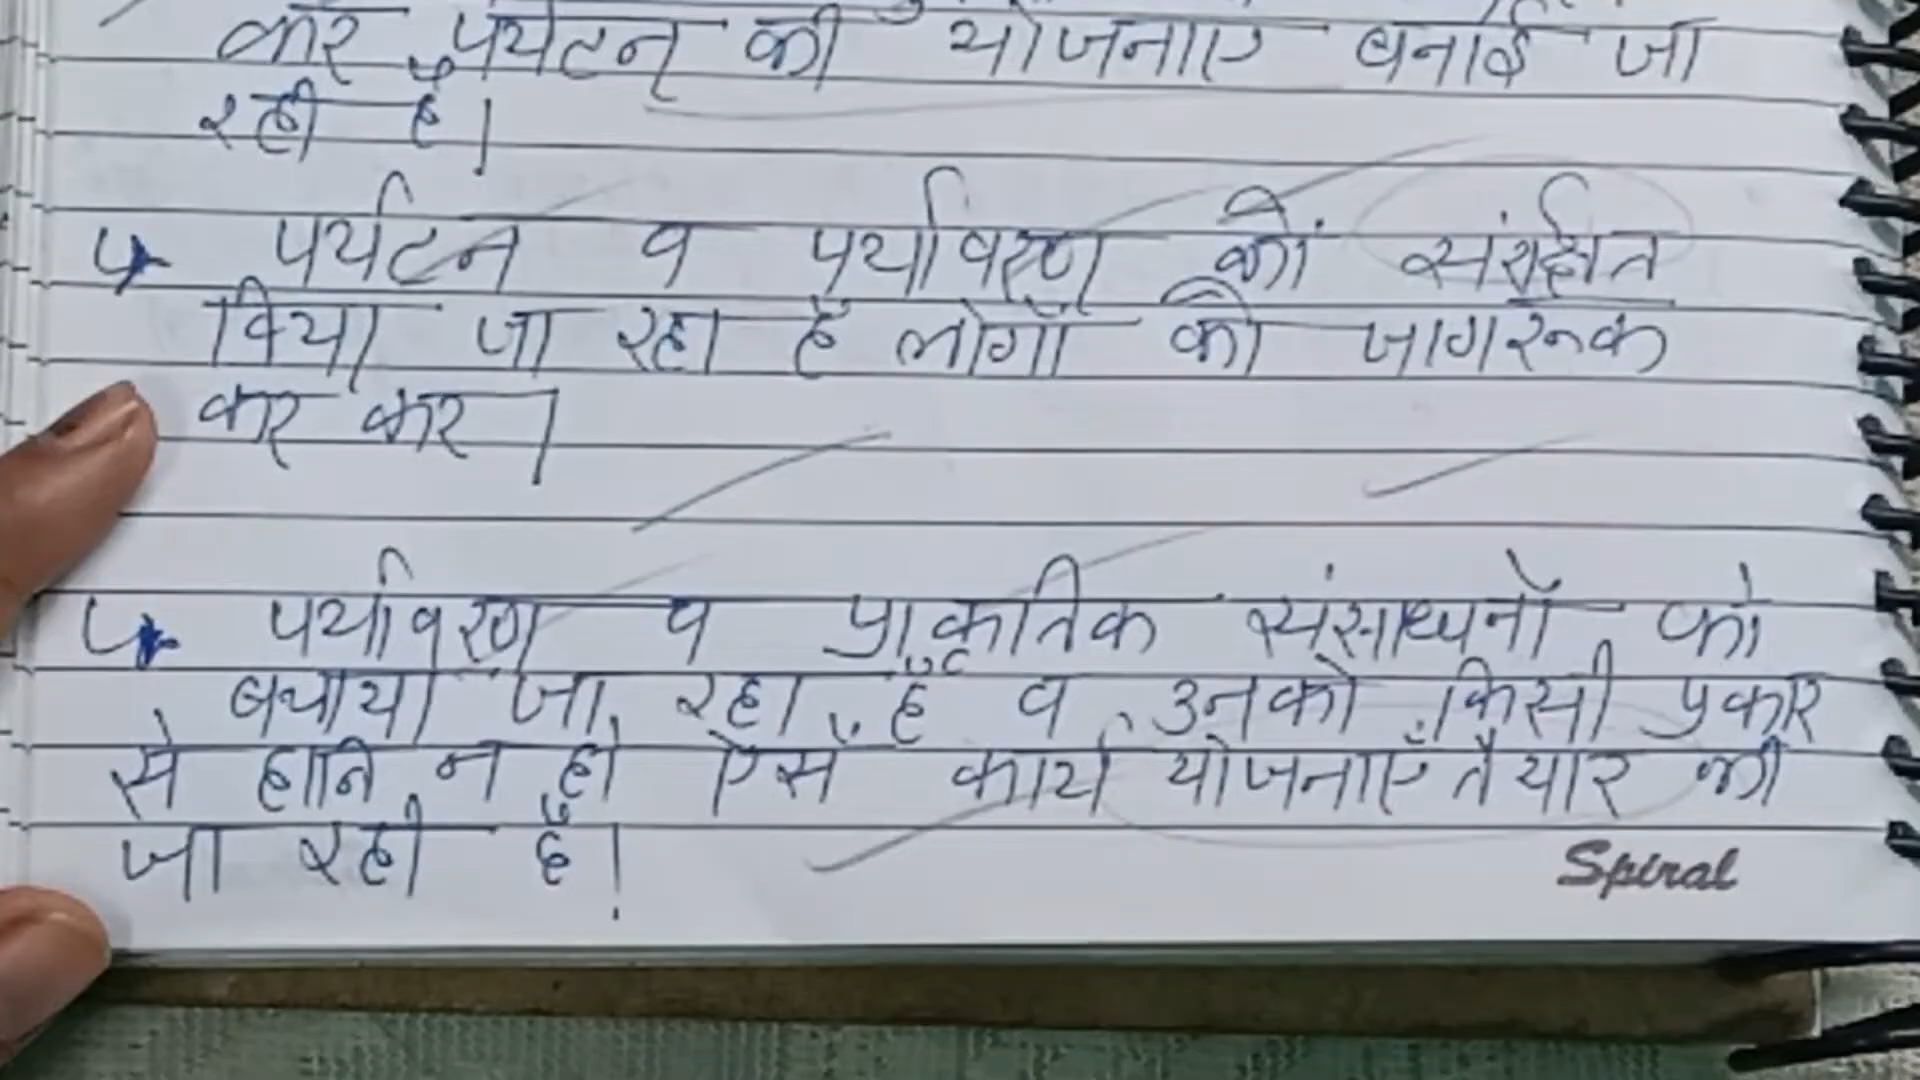 कर पर्यटन की योजनाए बनाई जा
रही है।
पर्यटन व पर्यावरण को संरक्षित
किया जा रहा है लोगों को जागरूक
कर कर।
पर्यावरण व प्राकृतिक संसाधनों को
बचाया जा रहा है व उनको किसी प्रकार
से हानि न हो ऐसे कार्य योजनाएँ तैयार की
जा रही है।
Spiral